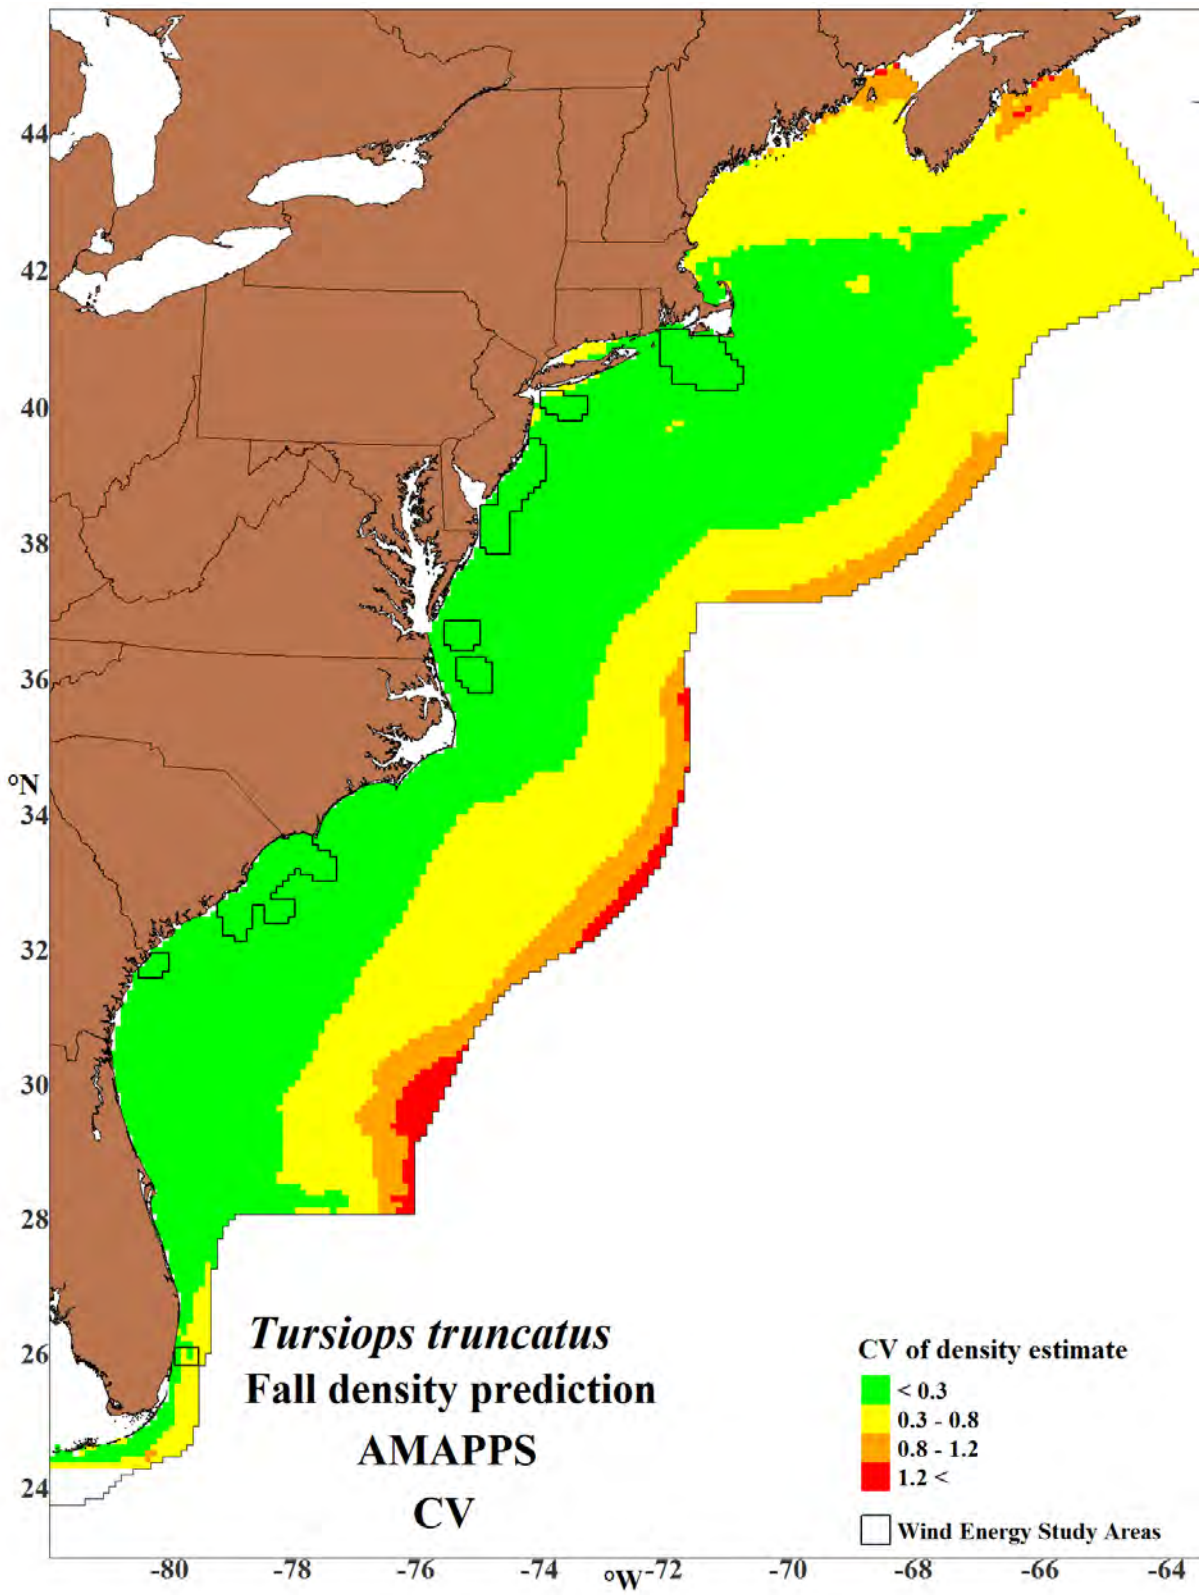 44
42
40
38
36
°N
34
32
30
28
26
24
Tursiops truncatus
Fall density prediction
AMAPPS
CV
CV of density estimate
< 0.3
0.3 - 0.8
0.8 - 1.2
1.2 <
Wind Energy Study Areas
-80 -78 -76 -74 -72 -70 -68 -66 -64
°W